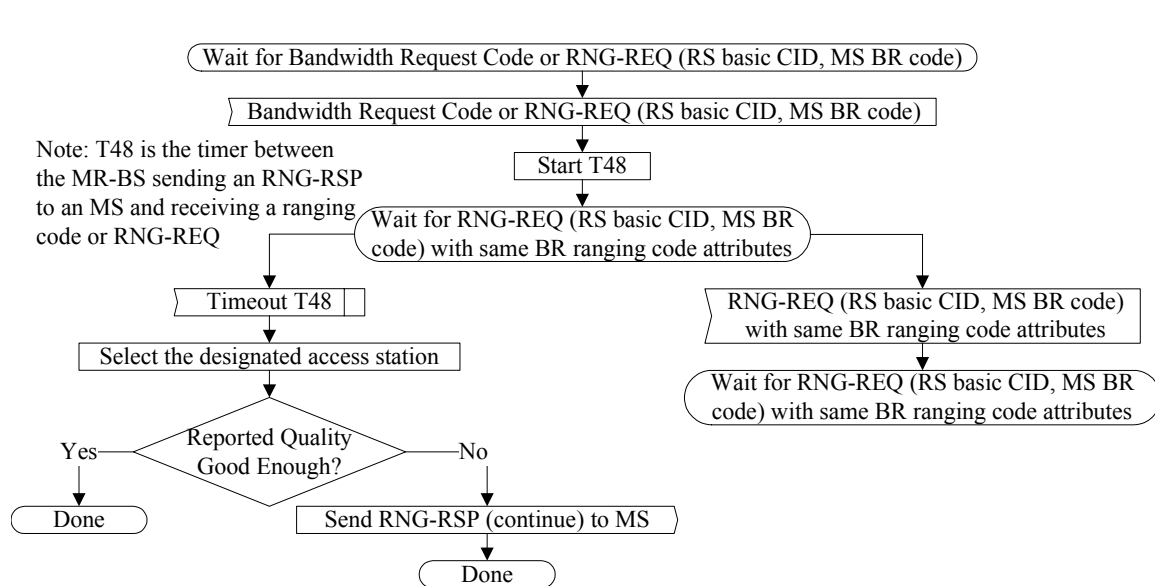 Wait for Bandwidth Request Code or RNG-REQ (RS basic CID, MS BR code)
Bandwidth Request Code or RNG-REQ (RS basic CID, MS BR code)
Note: T48 is the timer between
the MR-BS sending an RNG-RSP
to an MS and receiving a ranging
code or RNG-REQ
Start T48
Wait for RNG-REQ (RS basic CID, MS BR
code) with same BR ranging code attributes
Timeout T48
RNG-REQ (RS basic CID, MS BR code)
with same BR ranging code attributes
Select the designated access station
Wait for RNG-REQ (RS basic CID, MS BR
code) with same BR ranging code attributes
Reported Quality
Good Enough?
Yes
No
Done
Send RNG-RSP (continue) to MS
Done